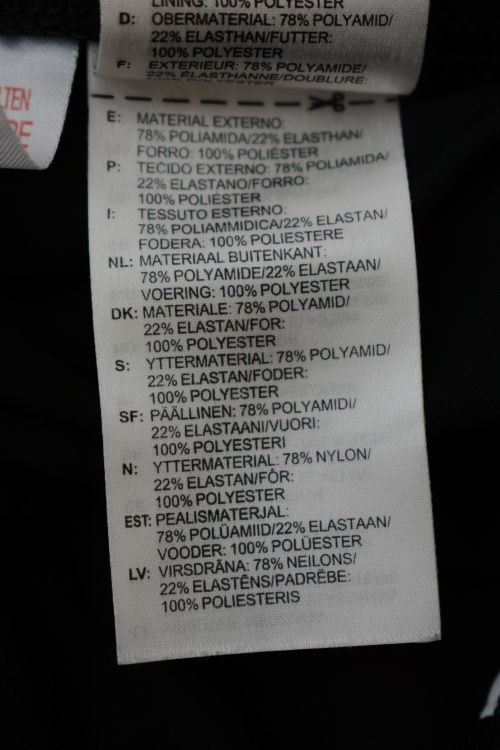 LINING: 100% POLYESTER
D: OBERMATERIAL: 78% POLYAMID/
22% ELASTHAN/FUTTER:
100% POLYESTER
F: EXTÉRIEUR: 78% POLYAMIDE/
22% ÉLASTHANNE/DOUBLURE:
100% POLYESTER
LTEN
E: MATERIAL EXTERNO:
78% POLIAMIDA/22% ELASTHAN/
FORRO: 100% POLIÉSTER
P: TECIDO EXTERNO: 78% POLIAMIDA/
22% ELASTANO/FORRO:
100% POLIÉSTER
I: TESSUTO ESTERNO:
78% POLIAMMIDICA/22% ELASTAN/
FODERA: 100% POLIESTERE
NL: MATERIAAL BUITENKANT:
78% POLYAMIDE/22% ELASTAAN/
VOERING: 100% POLYESTER
DK: MATERIALE: 78% POLYAMID/
22% ELASTAN/FOR:
100% POLYESTER
S: YTTERMATERIAL: 78% POLYAMID/
22% ELASTAN/FODER:
100% POLYESTER
SF: PÄÄLLINEN: 78% POLYAMIDI/
22% ELASTAANI/VUORI:
100% POLYESTERI
N: YTTERMATERIAL: 78% NYLON/
22% ELASTAN/FÔR:
100% POLYESTER
EST: PEALISMATERJAL:
78% POLÜAMIID/22% ELASTAAN/
VOODER: 100% POLÜESTER
LV: VIRSDRĀNA: 78% NEILONS/
22% ELASTĒNS/PADRĒBE:
100% POLIESTERIS